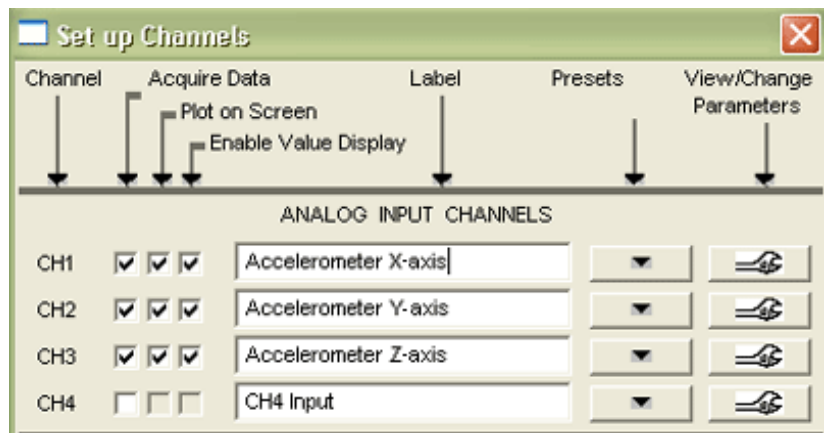 Set up Channels
Channel Acquire Data Label Presets View/Change
Plot on Screen Parameters
Enable Value Display
ANALOG INPUT CHANNELS
CH1 Accelerometer X-axis
CH2 Accelerometer Y-axis
CH3 Accelerometer Z-axis
CH4 CH4 Input